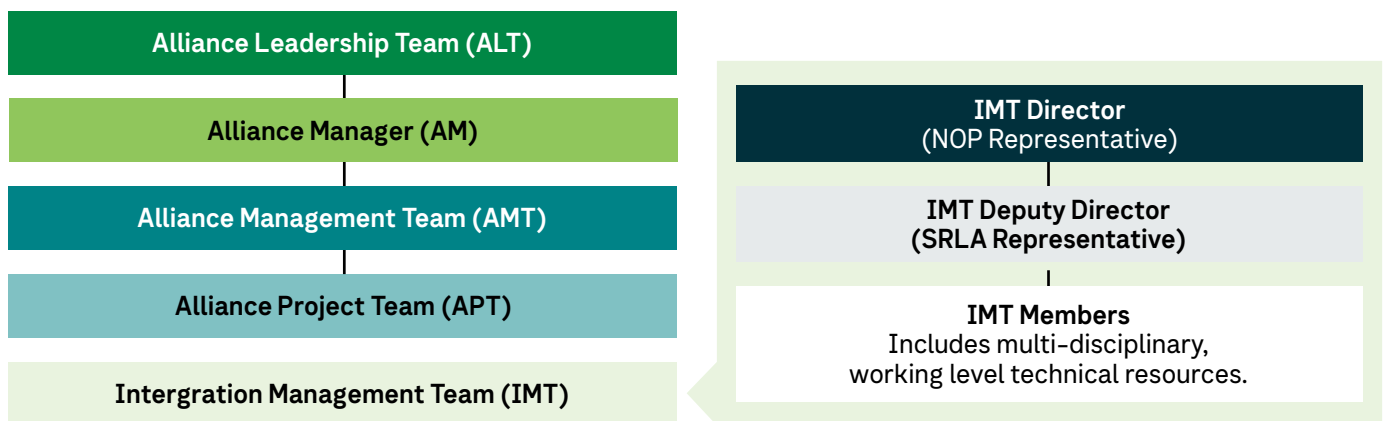 Alliance Leadership Team (ALT)
Alliance Manager (AM)
Alliance Management Team (AMT)
Alliance Project Team (APT)
Intergration Management Team (IMT)
IMT Director
(NOP Representative)
IMT Deputy Director
(SRLA Representative)
IMT Members
Includes multi-disciplinary,
working level technical resources.